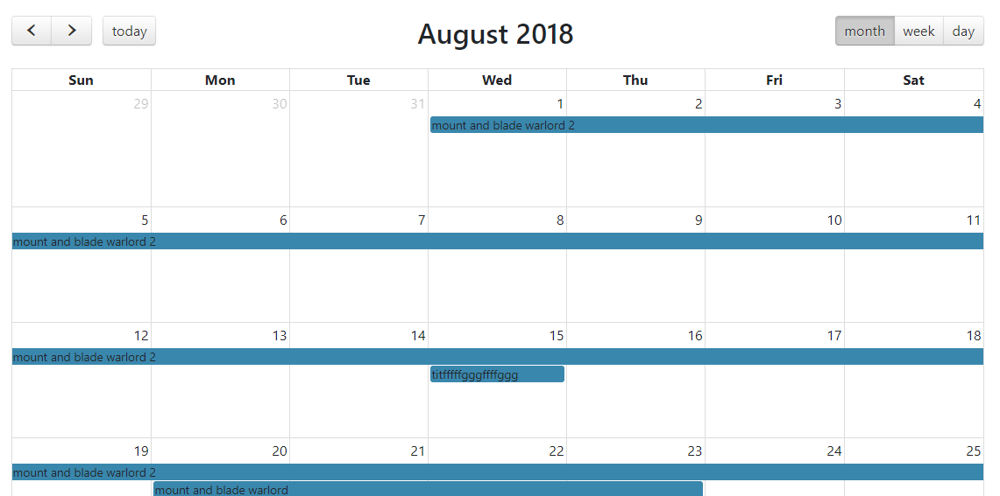 today
August 2018
month week day
Sun Mon Tue Wed Thu Fri Sat
29 30 31 1 2 3 4
mount and blade warlord 2
5 6 7 8 9 10 11
mount and blade warlord 2
12 13 14 15 16 17 18
mount and blade warlord 2
titfffffgggffffggg
19 20 21 22 23 24 25
mount and blade warlord 2
mount and blade warlord